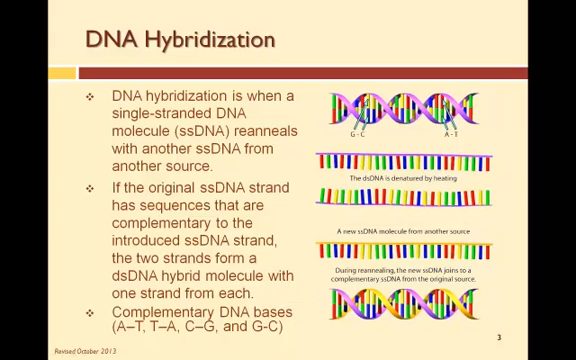 DNA Hybridization
❖ DNA hybridization is when a
single-stranded DNA
molecule (ssDNA) reanneals
with another ssDNA from
another source.
❖ If the original ssDNA strand
has sequences that are
complementary to the
introduced ssDNA strand,
the two strands form a
dsDNA hybrid molecule with
one strand from each.
❖ Complementary DNA bases
(A–T, T–A, C–G, and G-C)
G - C
A - T
The dsDNA is denatured by heating
A new ssDNA molecule from another source
During reannealing, the new ssDNA joins to a
complementary ssDNA from the original source.
3
Revised October 2013